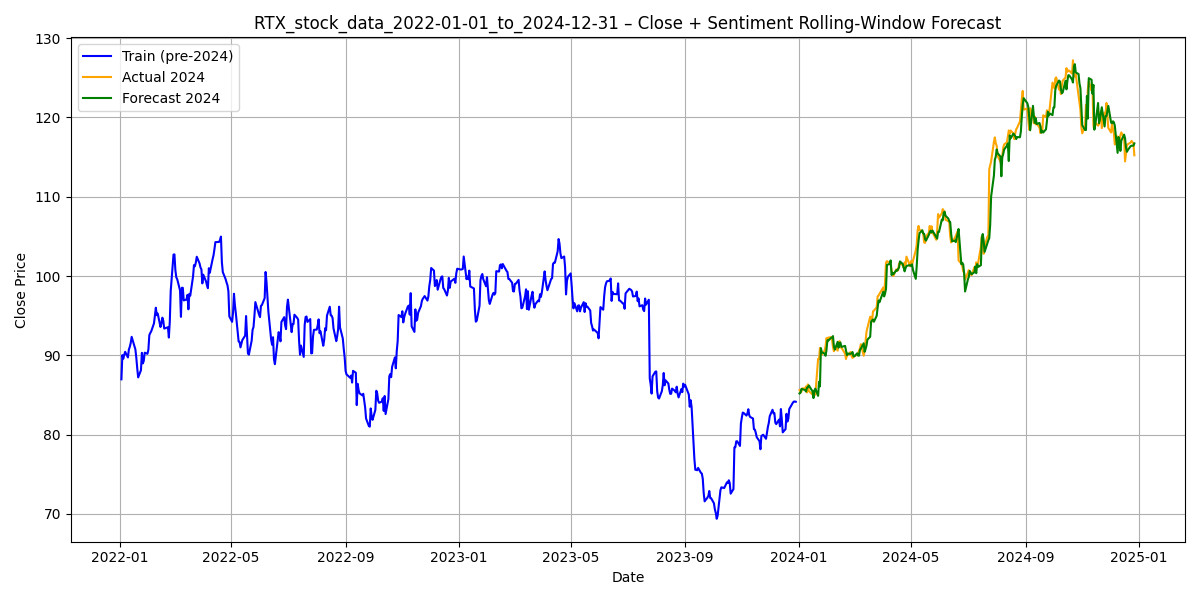 RTX_stock_data_2022-01-01_to_2024-12-31 – Close + Sentiment Rolling-Window Forecast
Train (pre-2024)
Actual 2024
Forecast 2024
Close Price
130
120
110
100
90
80
70
2022-01
2022-05
2022-09
2023-01
2023-05
2023-09
2024-01
2024-05
2024-09
2025-01
Date